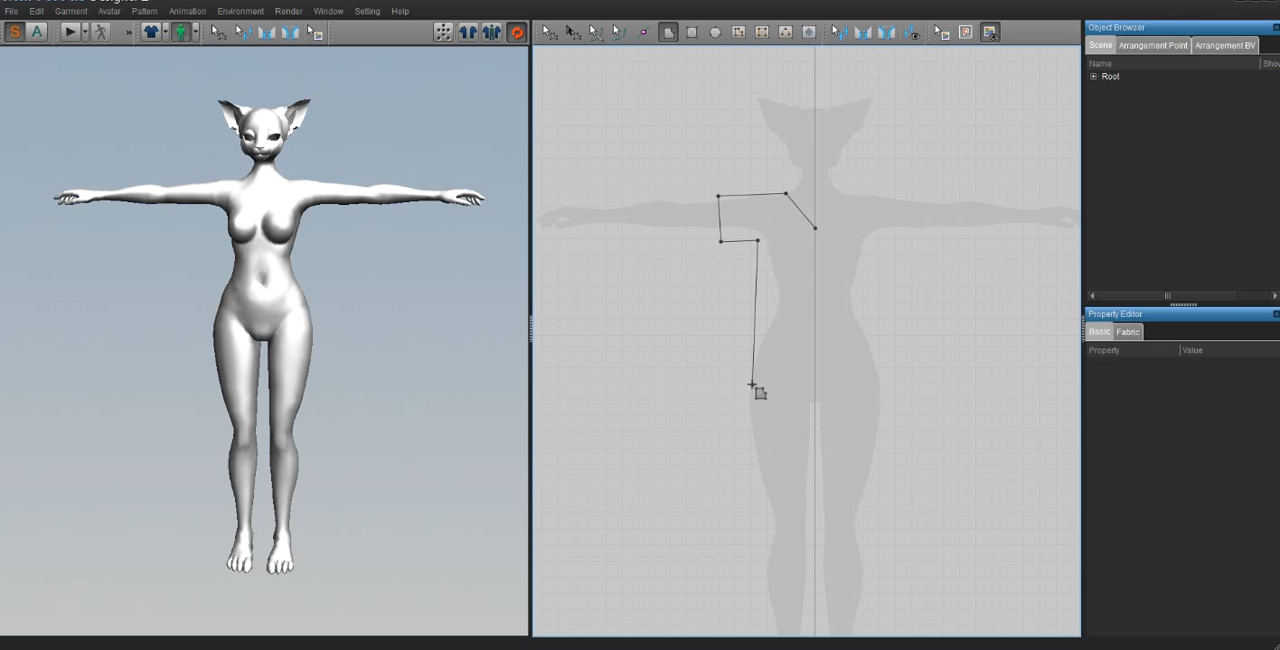 File Edit Garment Avatar Pattern Animation Environment Render Window Setting Help
S A »
Object Browser
Scene Arrangement Point Arrangement BV
Name
Root
Property Editor
Basic Fabric
Property Value